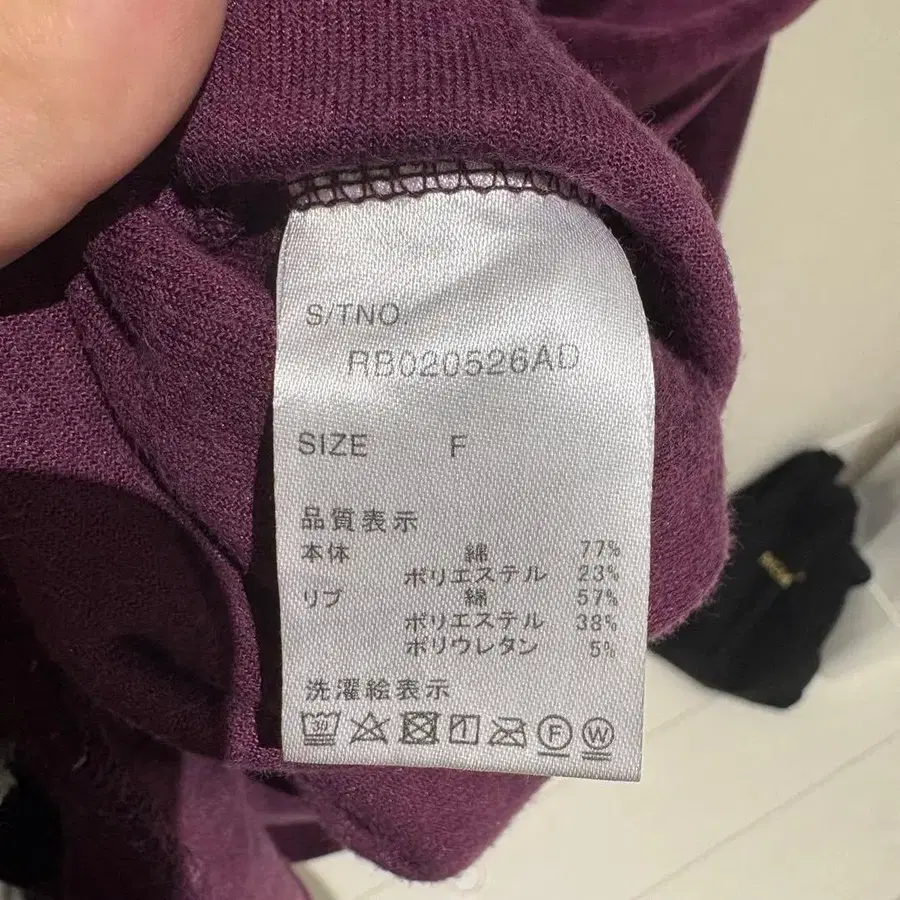 S/TNO.
RB020526AD
SIZE F
品質表示
本体 綿 77%
ポリエステル 23%
リブ 綿 57%
ポリエステル 38%
ポリウレタン 5%
洗濯絵表示
F W